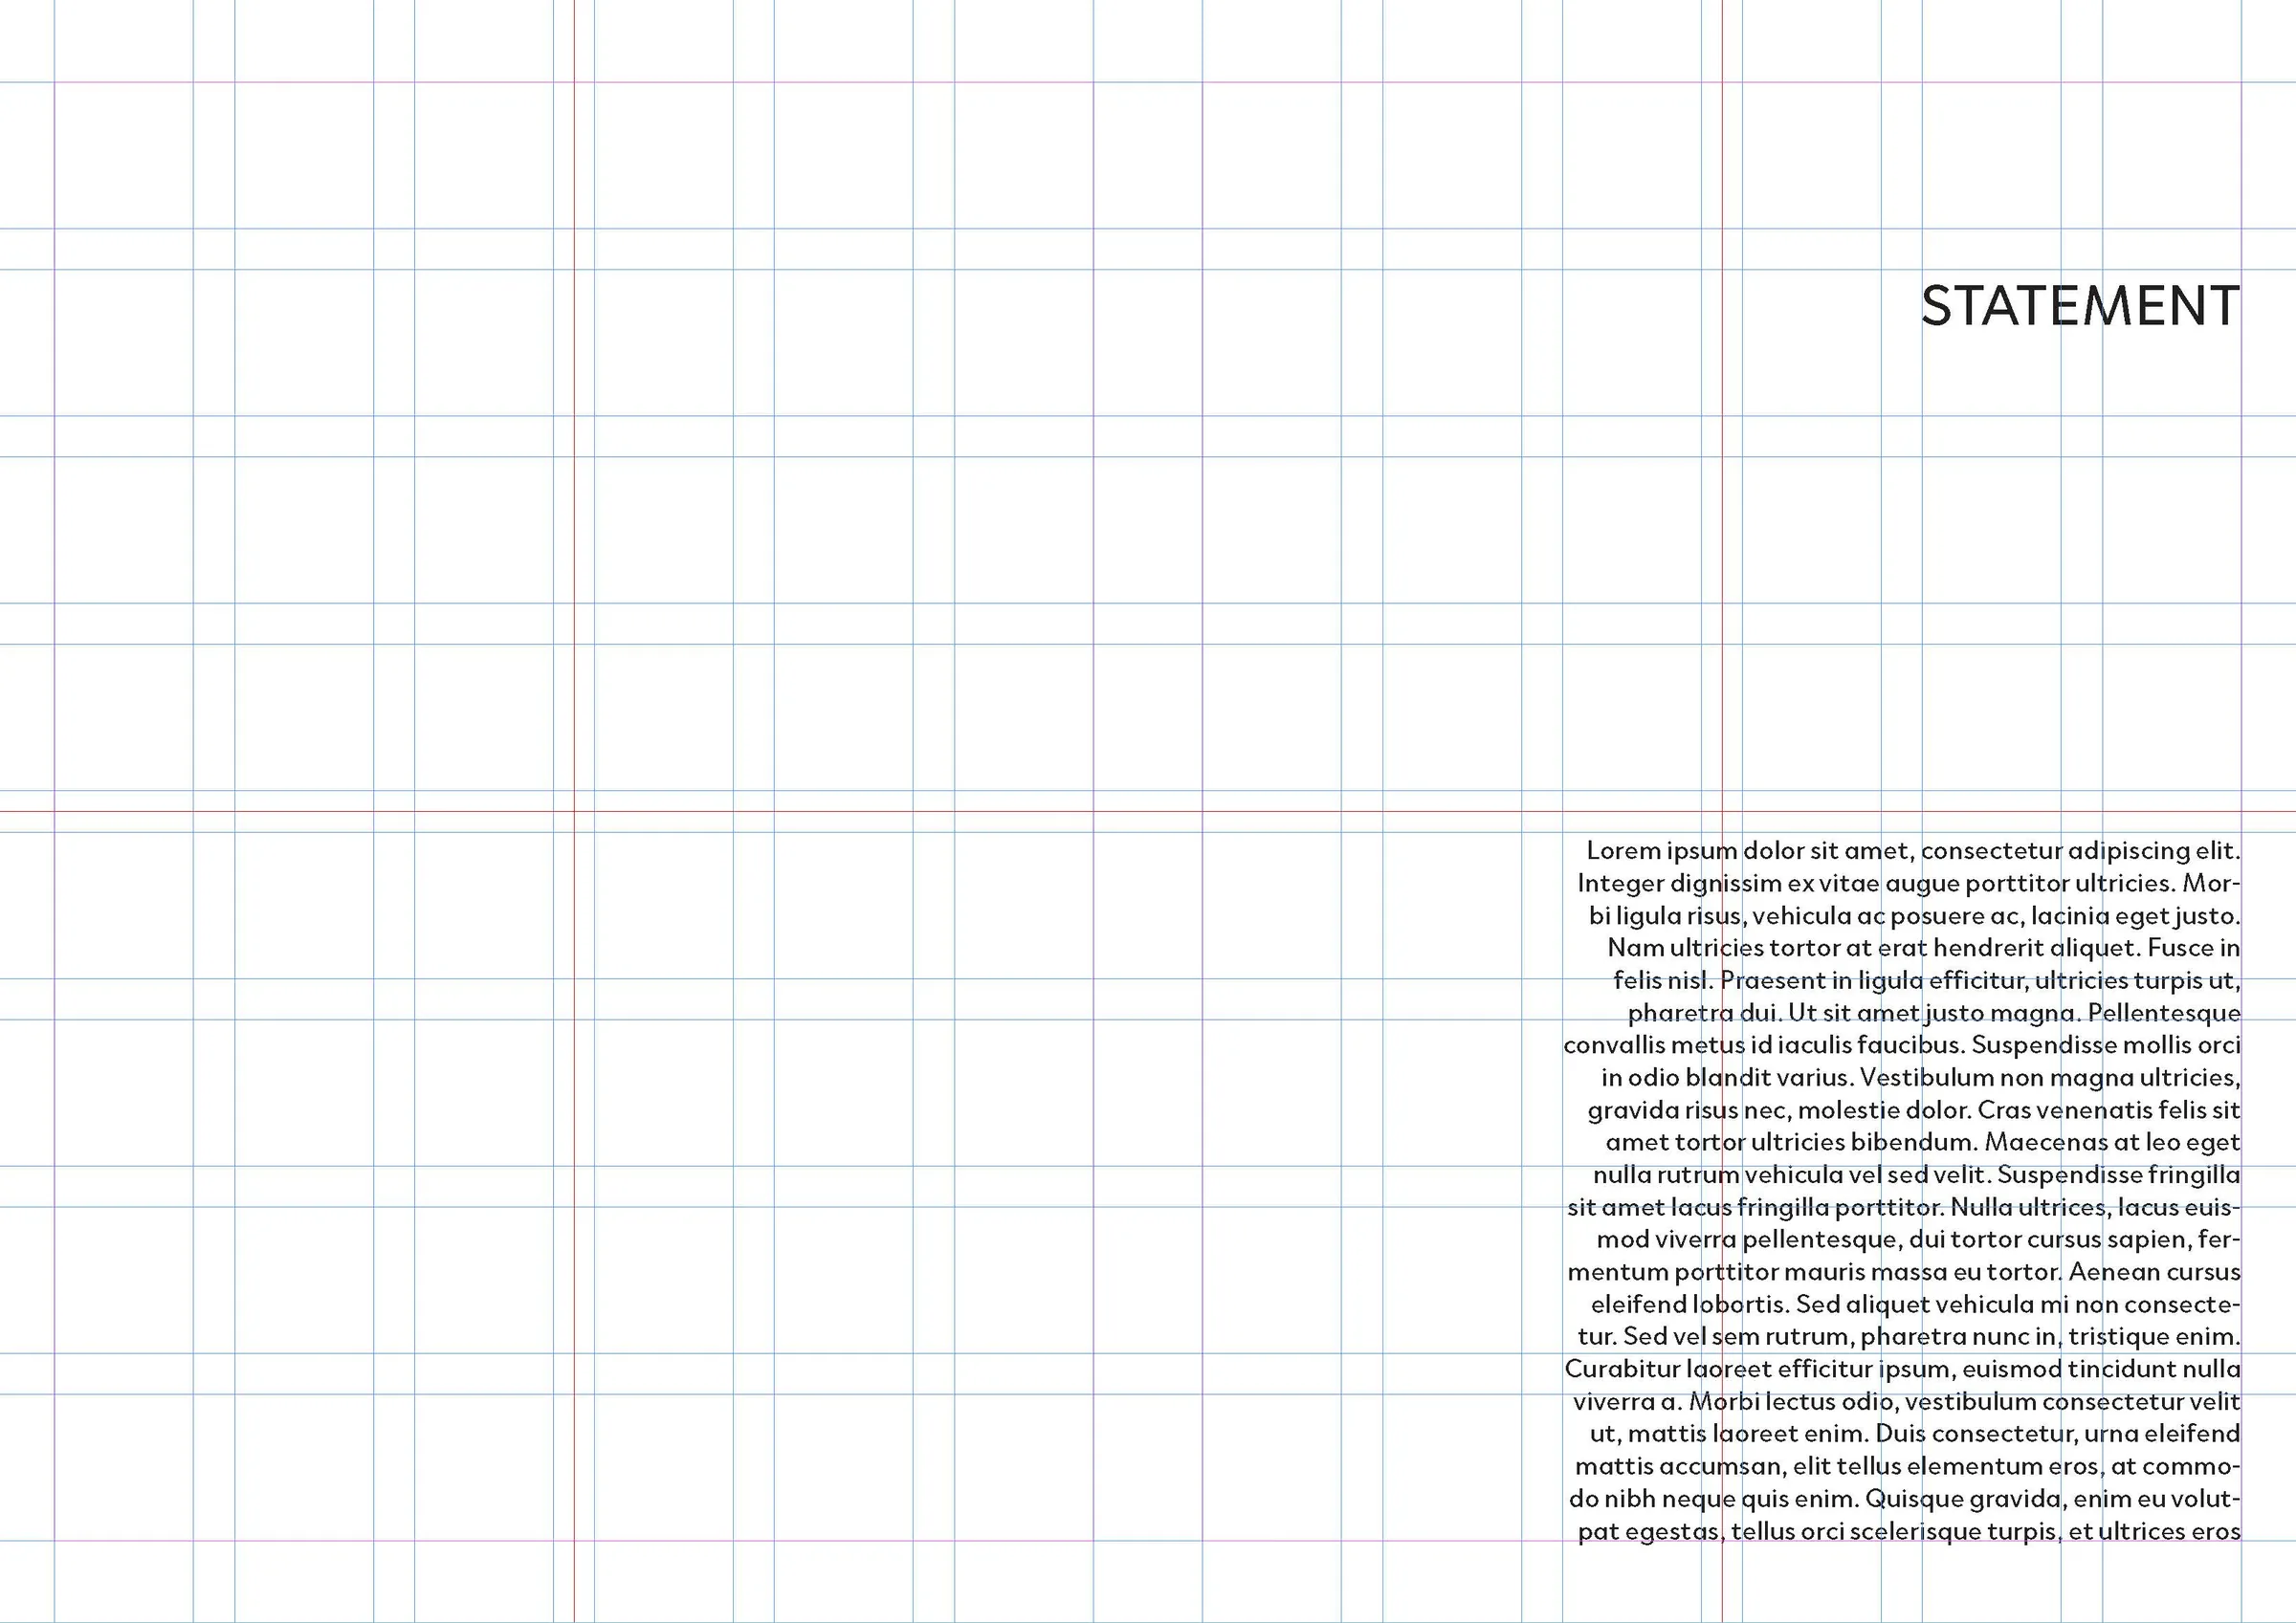 STATEMENT
Lorem ipsum dolor sit amet, consectetur adipiscing elit.
Integer dignissim ex vitae augue porttitor ultricies. Mor-
bi ligula risus, vehicula ac posuere ac, lacinia eget justo.
Nam ultricies tortor at erat hendrerit aliquet. Fusce in
felis nisl. Praesent in ligula efficitur, ultricies turpis ut,
pharetra dui. Ut sit amet justo magna. Pellentesque
convallis metus id iaculis faucibus. Suspendisse mollis orci
in odio blandit varius. Vestibulum non magna ultricies,
gravida risus nec, molestie dolor. Cras venenatis felis sit
amet tortor ultricies bibendum. Maecenas at leo eget
nulla rutrum vehicula vel sed velit. Suspendisse fringilla
sit amet lacus fringilla porttitor. Nulla ultrices, lacus euis-
mod viverra pellentesque, dui tortor cursus sapien, fer-
mentum porttitor mauris massa eu tortor. Aenean cursus
eleifend lobortis. Sed aliquet vehicula mi non consecte-
tur. Sed vel sem rutrum, pharetra nunc in, tristique enim.
Curabitur laoreet efficitur ipsum, euismod tincidunt nulla
viverra a. Morbi lectus odio, vestibulum consectetur velit
ut, mattis laoreet enim. Duis consectetur, urna eleifend
mattis accumsan, elit tellus elementum eros, at commo-
do nibh neque quis enim. Quisque gravida, enim eu volut-
pat egestas, tellus orci scelerisque turpis, et ultrices eros